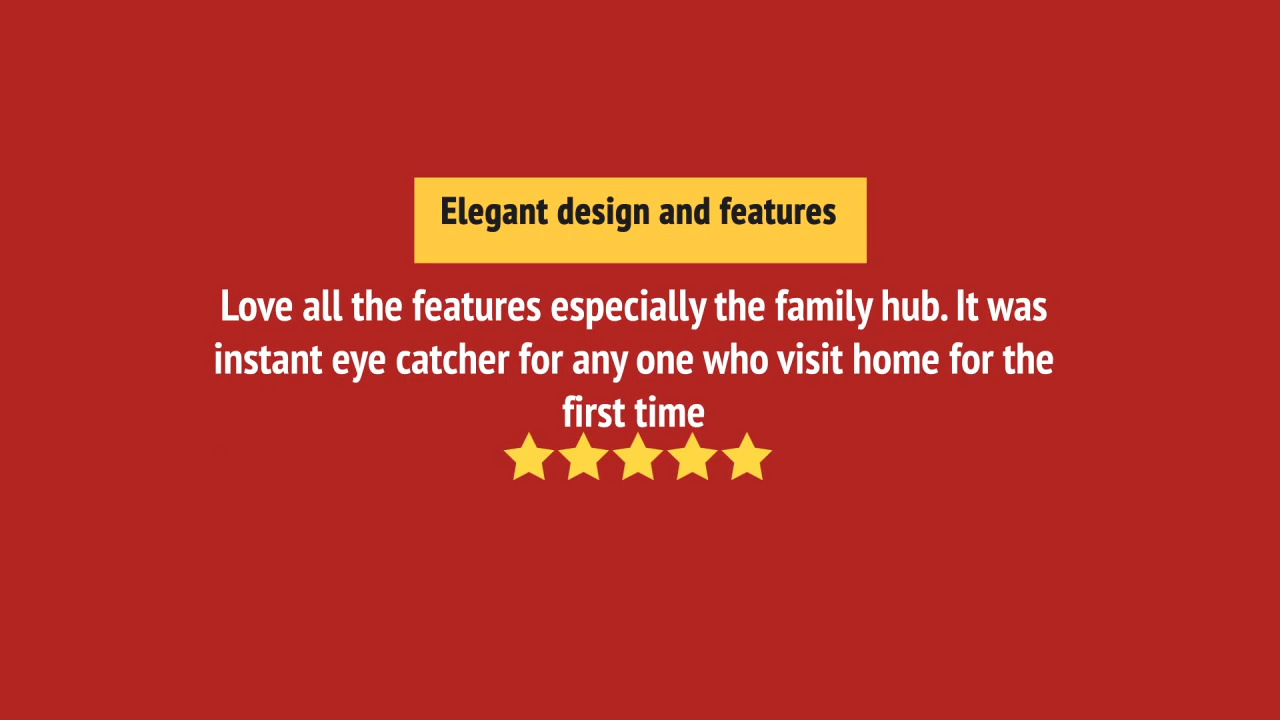 Elegant design and features
Love all the features especially the family hub. It was
instant eye catcher for any one who visit home for the
first time